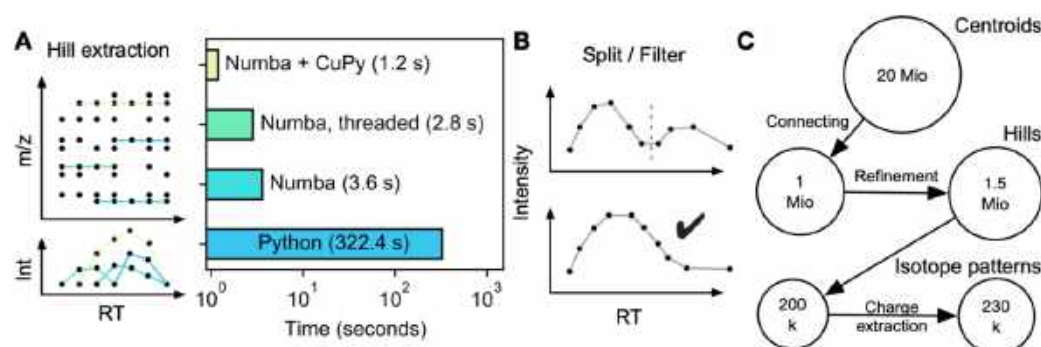 A
Hill extraction
m/z
Int
RT
Numba + CuPy (1.2 s)
Numba, threaded (2.8 s)
Numba (3.6 s)
Python (322.4 s)
10⁰
10¹
10²
10³
Time (seconds)
B
Split / Filter
Intensity
RT
C
Centroids
20 Mio
Connecting
Hills
1
Mio
Refinement
1.5
Mio
Isotope patterns
200
k
Charge
extraction
230
k